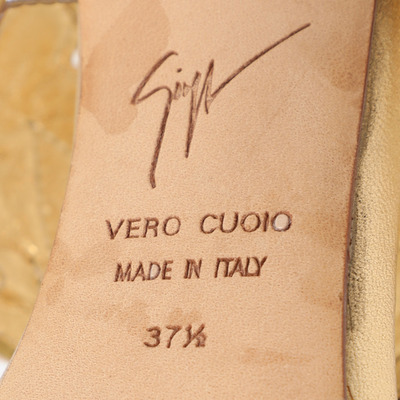 VERO CUOIO
MADE IN ITALY
37½